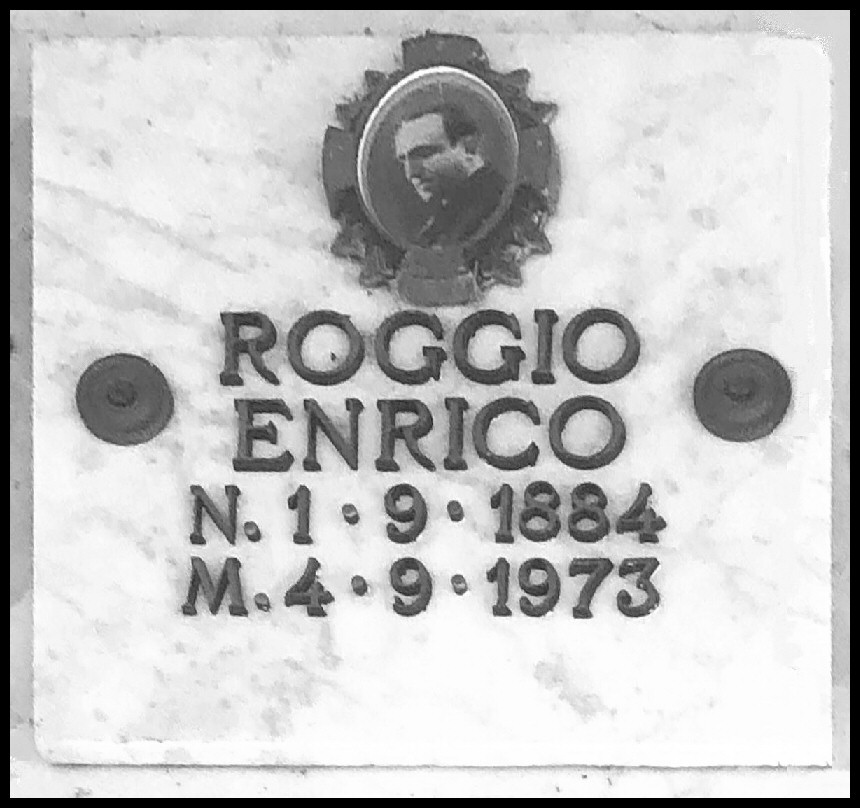 ROGGIO
ENRICO
N. 1 · 9 · 1884
M. 4 · 9 · 1973